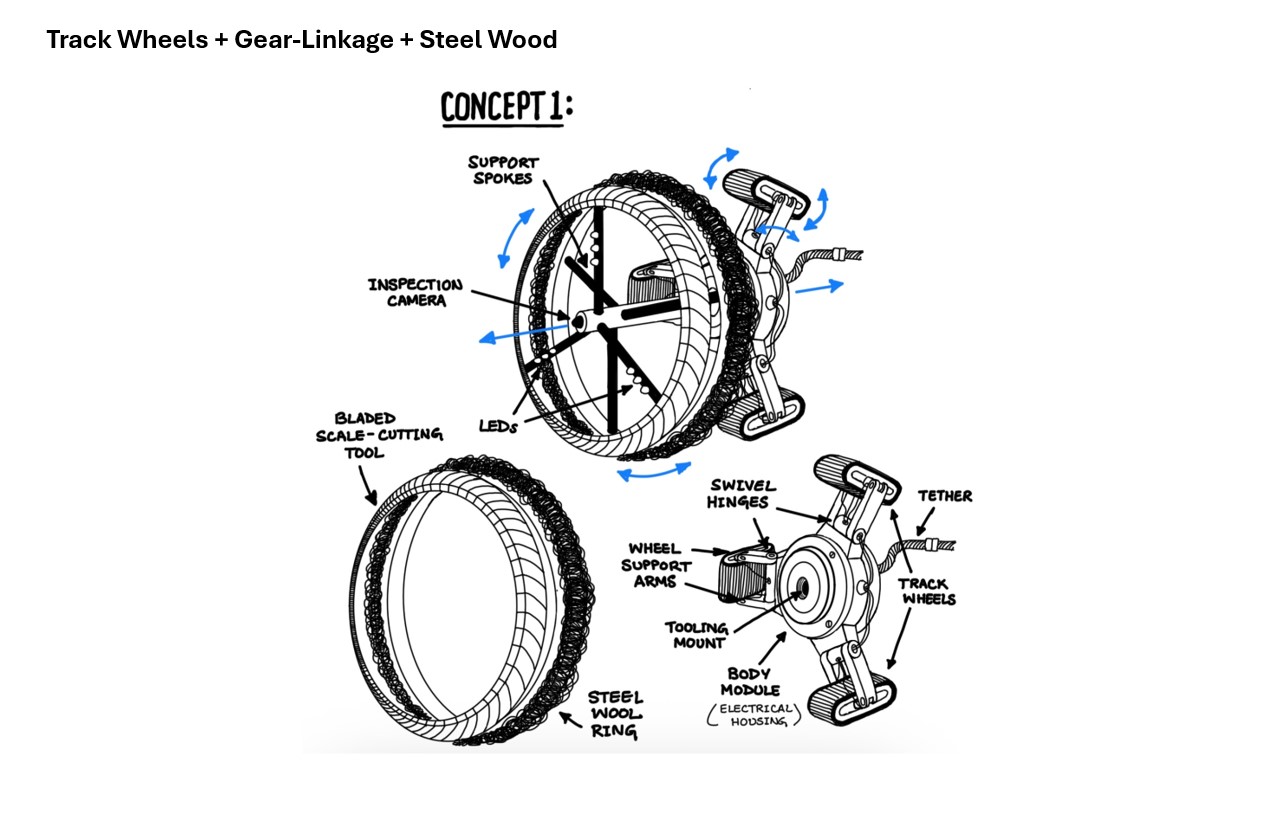 Track Wheels + Gear-Linkage + Steel Wood
CONCEPT 1:
SUPPORT
SPOKES
INSPECTION
CAMERA
LEDs
BLADED
SCALE-CUTTING
TOOL
STEEL
WOOL
RING
SWIVEL
HINGES
TETHER
WHEEL
SUPPORT
ARMS
TRACK
WHEELS
TOOLING
MOUNT
BODY
MODULE
(ELECTRICAL
HOUSING)